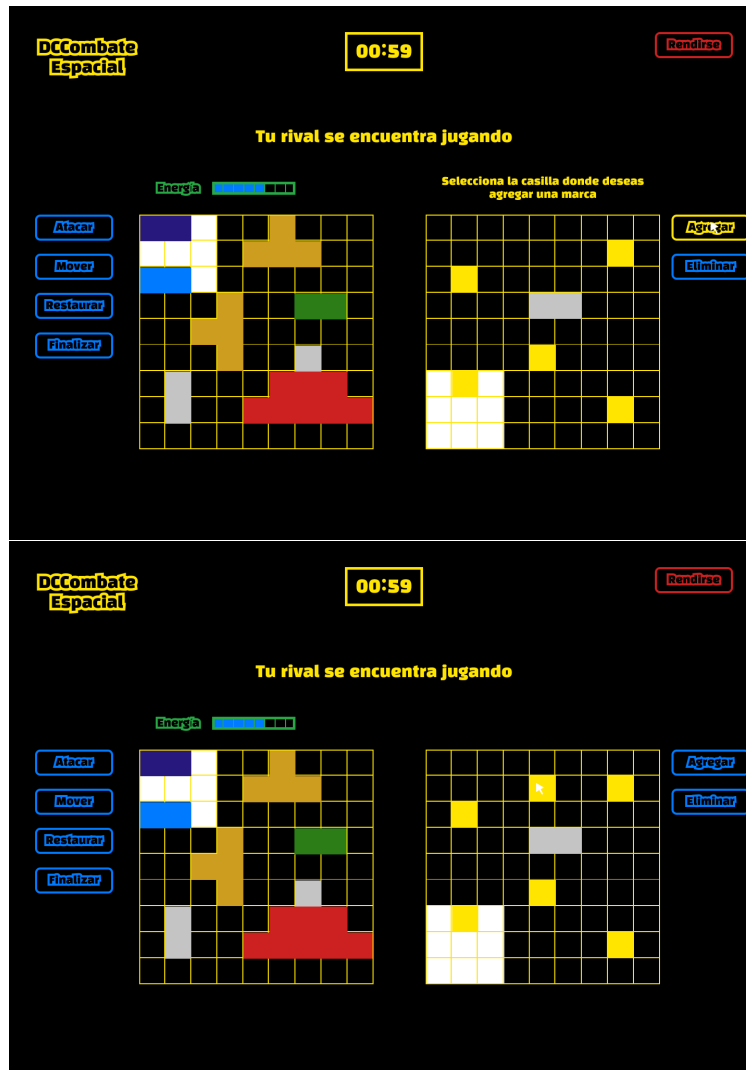 DCCombate
Espacial
00:59
Rendirse
Tu rival se encuentra jugando
Energía
Selecciona la casilla donde deseas
agregar una marca
Atacar
Agregar
Mover
Eliminar
Restaurar
Finalizar
DCCombate
Espacial
00:59
Rendirse
Tu rival se encuentra jugando
Energía
Atacar
Agregar
Mover
Eliminar
Restaurar
Finalizar